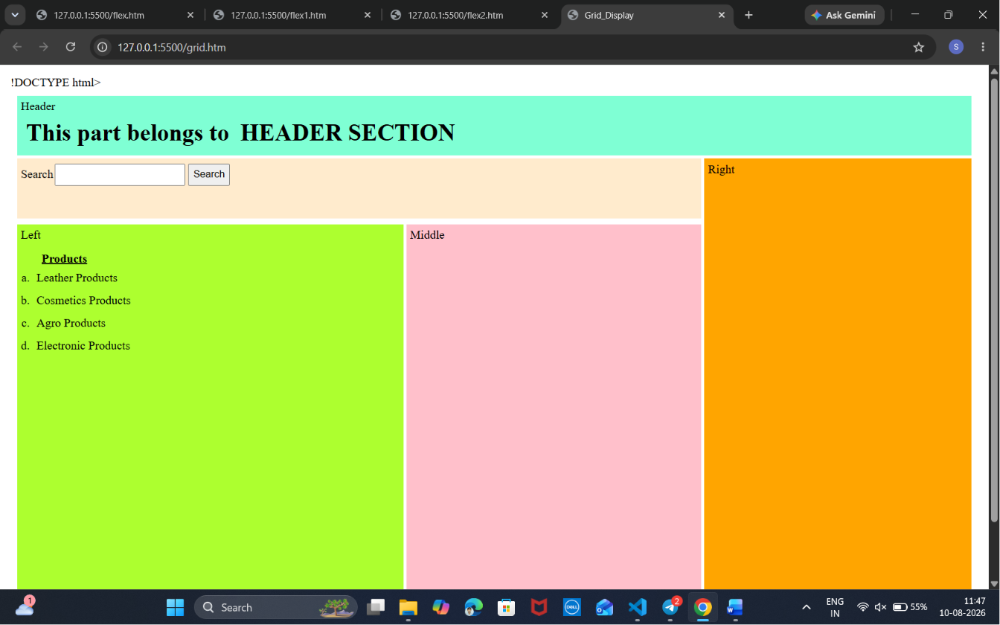 127.0.0.1:5500/flex.htm
127.0.0.1:5500/flex1.htm
127.0.0.1:5500/flex2.htm
Grid_Display
Ask Gemini
127.0.0.1:5500/grid.htm
S
!DOCTYPE html>
Header
This part belongs to HEADER SECTION
Search Search
Right
Left
Middle
Products
a. Leather Products
b. Cosmetics Products
c. Agro Products
d. Electronic Products
1
Search
DELL
2
ENG
IN
55%
11:47
10-08-2026